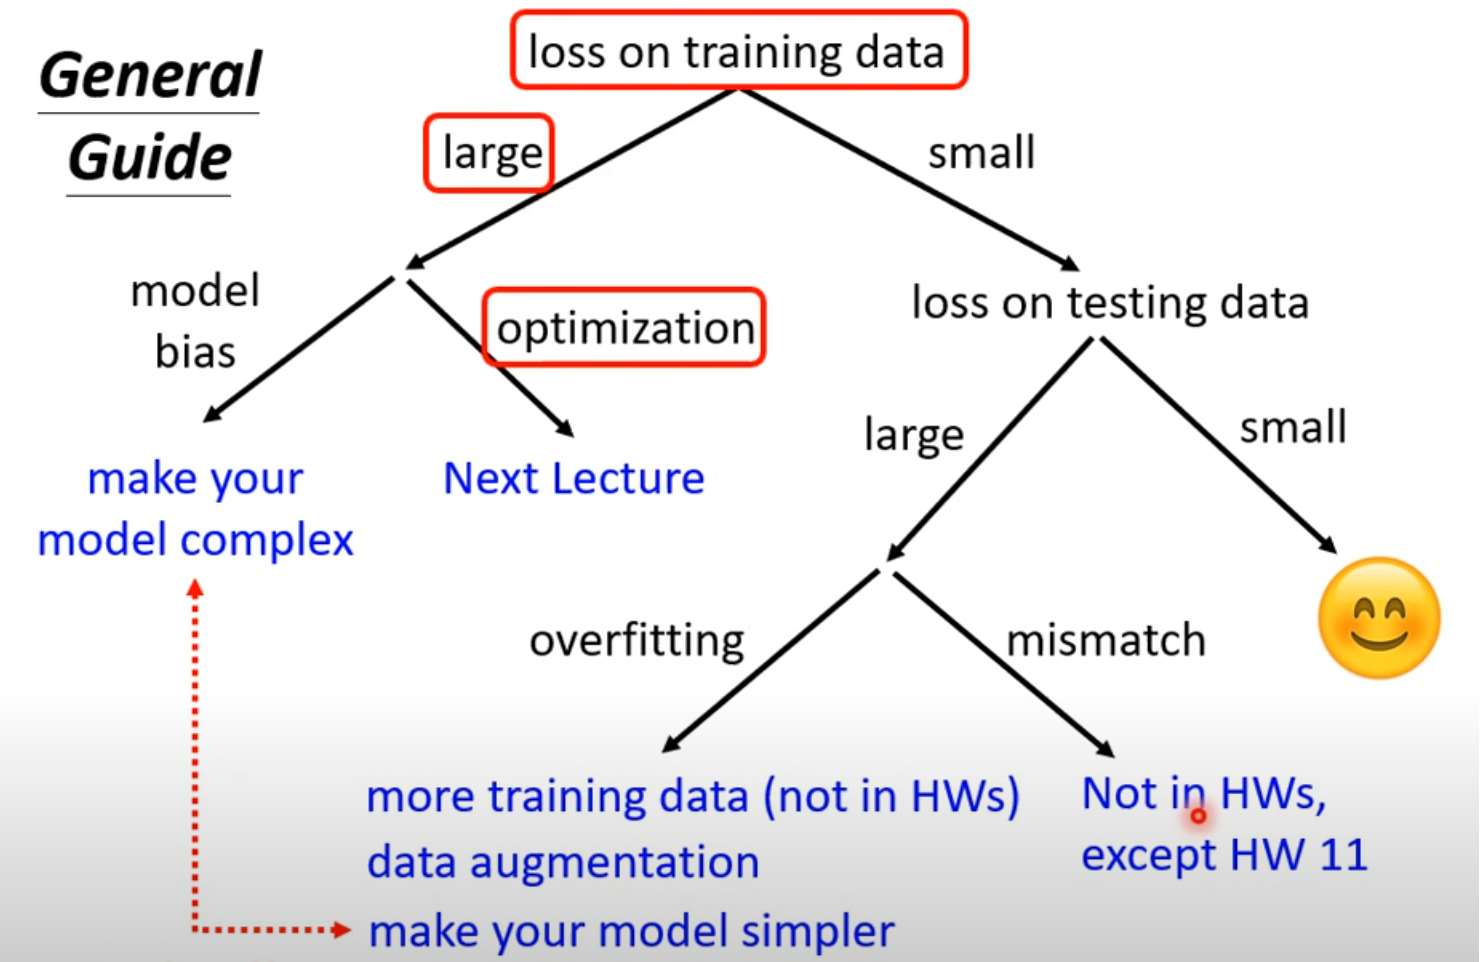 General
Guide
loss on training data
large
small
model
bias
optimization
loss on testing data
make your
model complex
Next Lecture
large
small
overfitting
mismatch
more training data (not in HWs)
data augmentation
make your model simpler
Not in HWs,
except HW 11